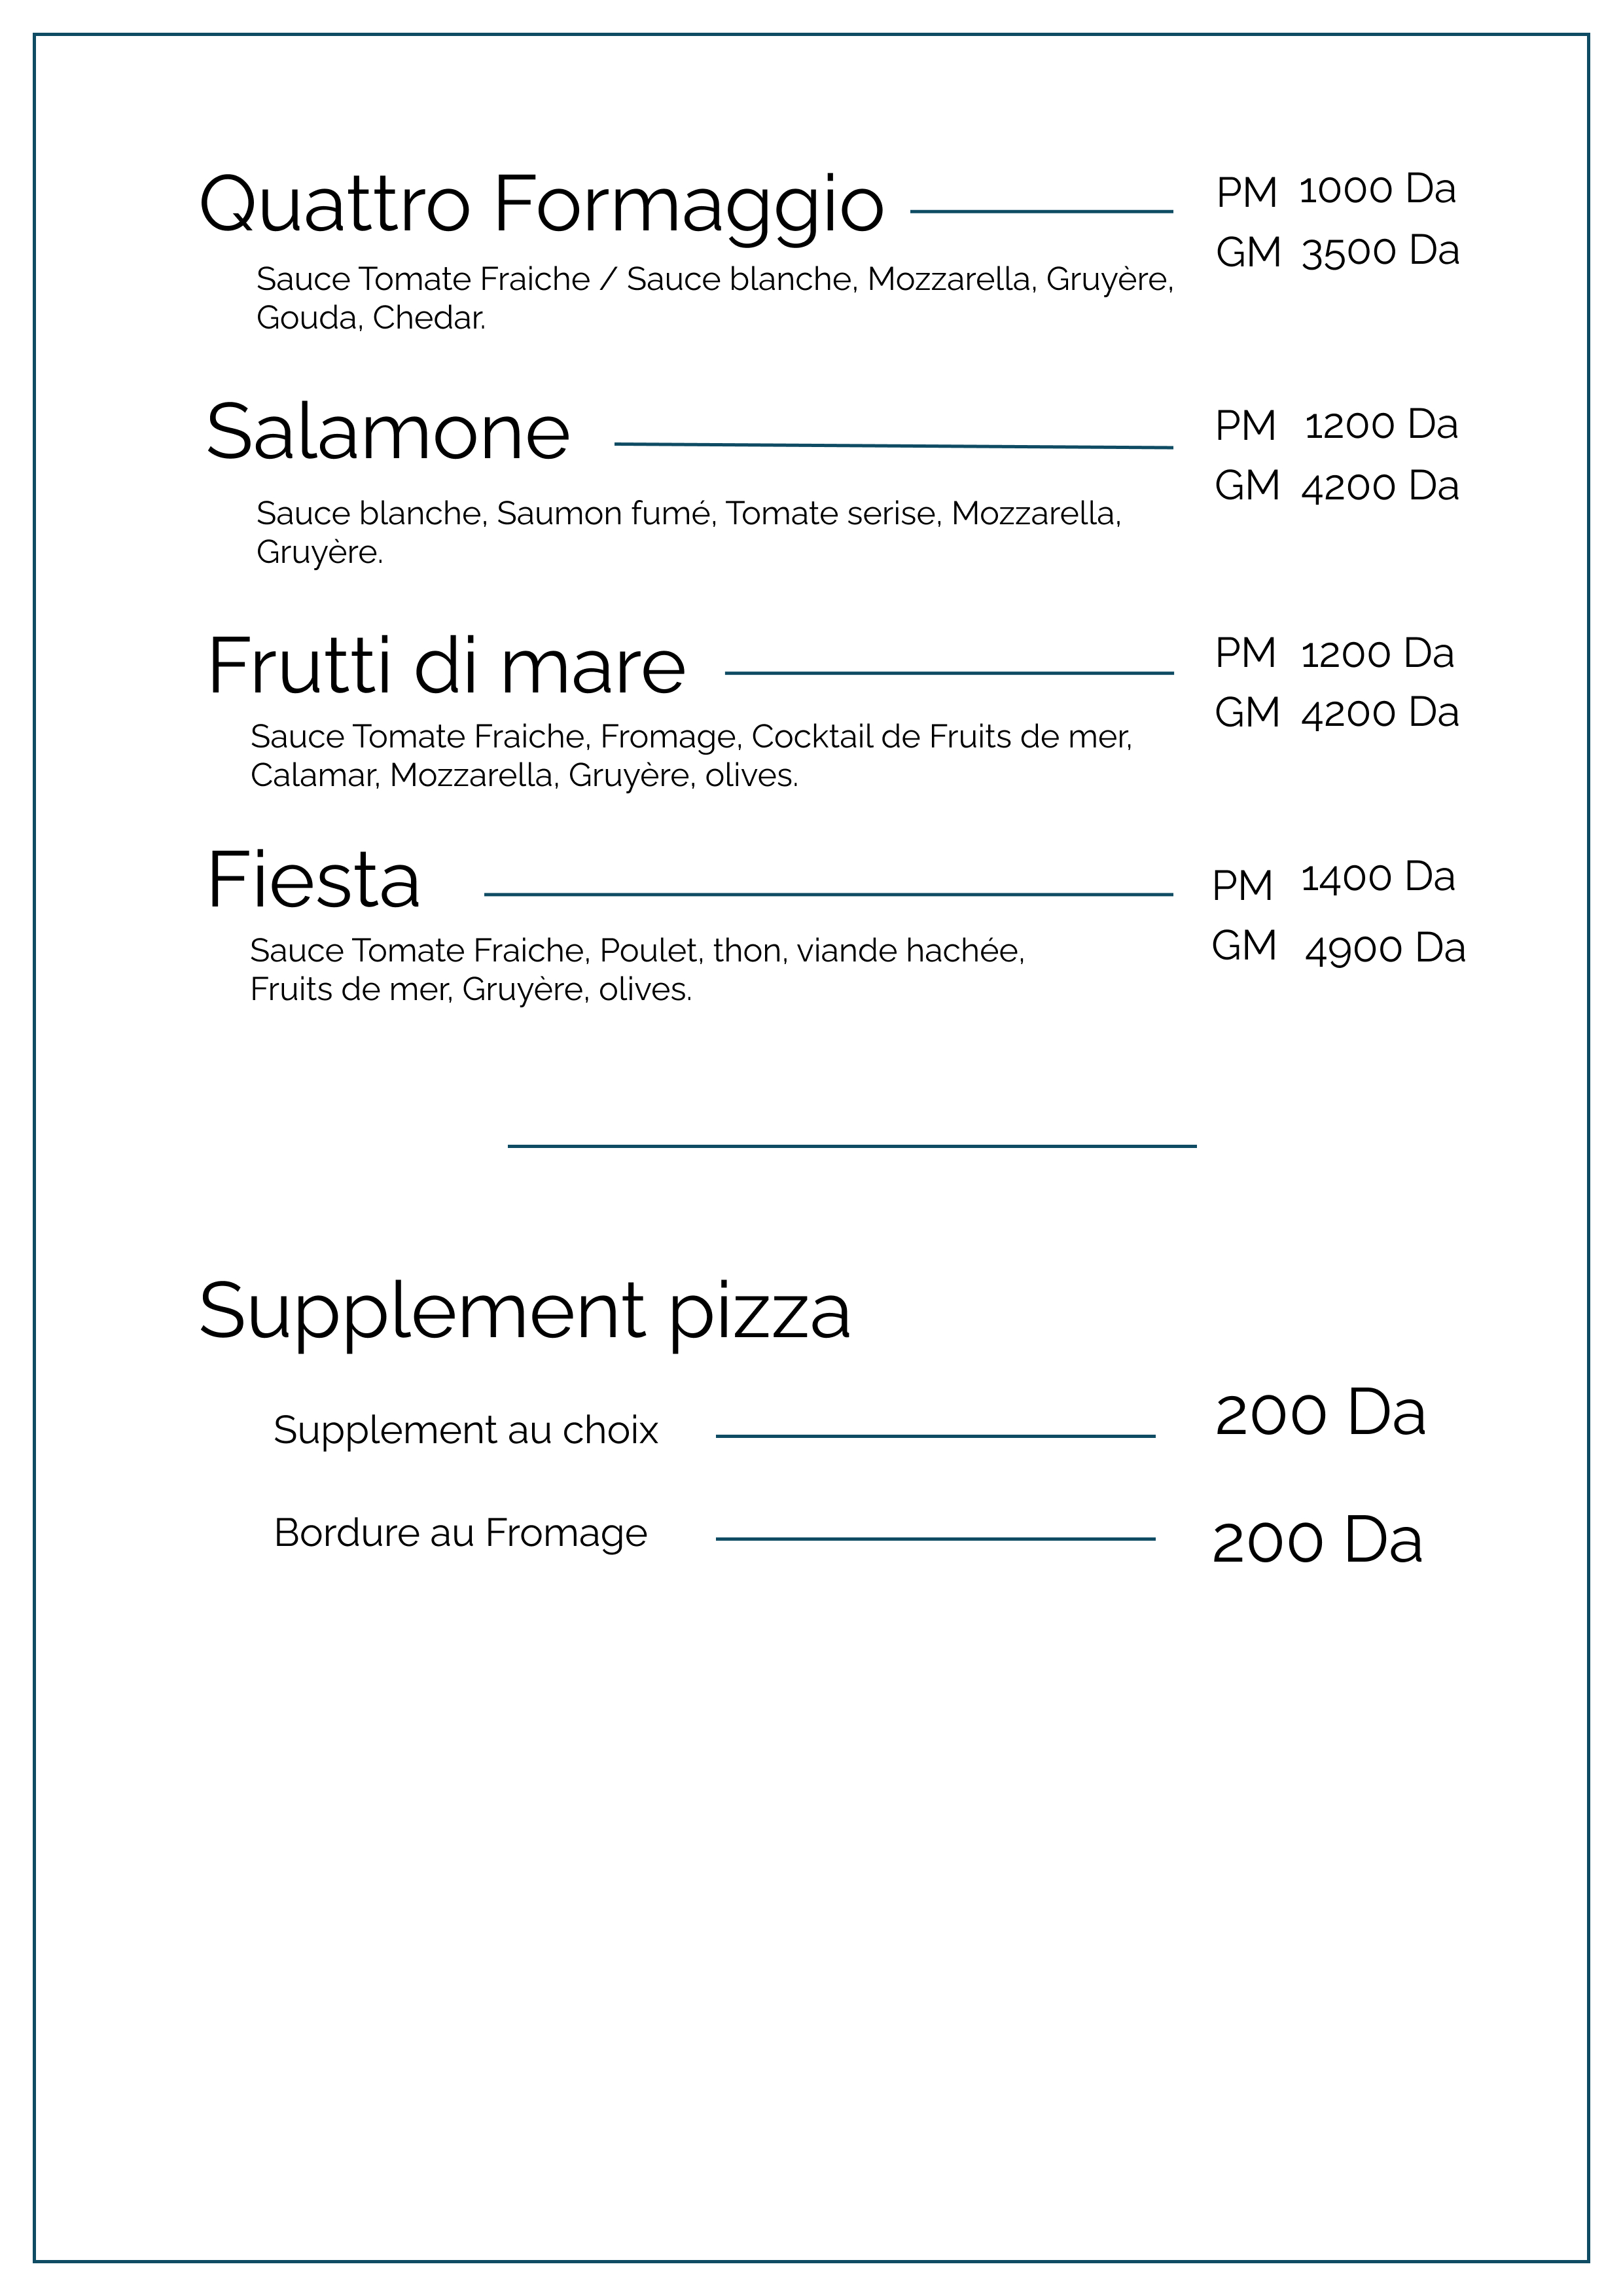 Quattro Formaggio PM 1000 Da
GM 3500 Da
Sauce Tomate Fraiche / Sauce blanche, Mozzarella, Gruyère,
Gouda, Chedar.
Salamone PM 1200 Da
GM 4200 Da
Sauce blanche, Saumon fumé, Tomate serise, Mozzarella,
Gruyère.
Frutti di mare PM 1200 Da
GM 4200 Da
Sauce Tomate Fraiche, Fromage, Cocktail de Fruits de mer,
Calamar, Mozzarella, Gruyère, olives.
Fiesta PM 1400 Da
GM 4900 Da
Sauce Tomate Fraiche, Poulet, thon, viande hachée,
Fruits de mer, Gruyère, olives.
Supplement pizza
Supplement au choix 200 Da
Bordure au Fromage 200 Da